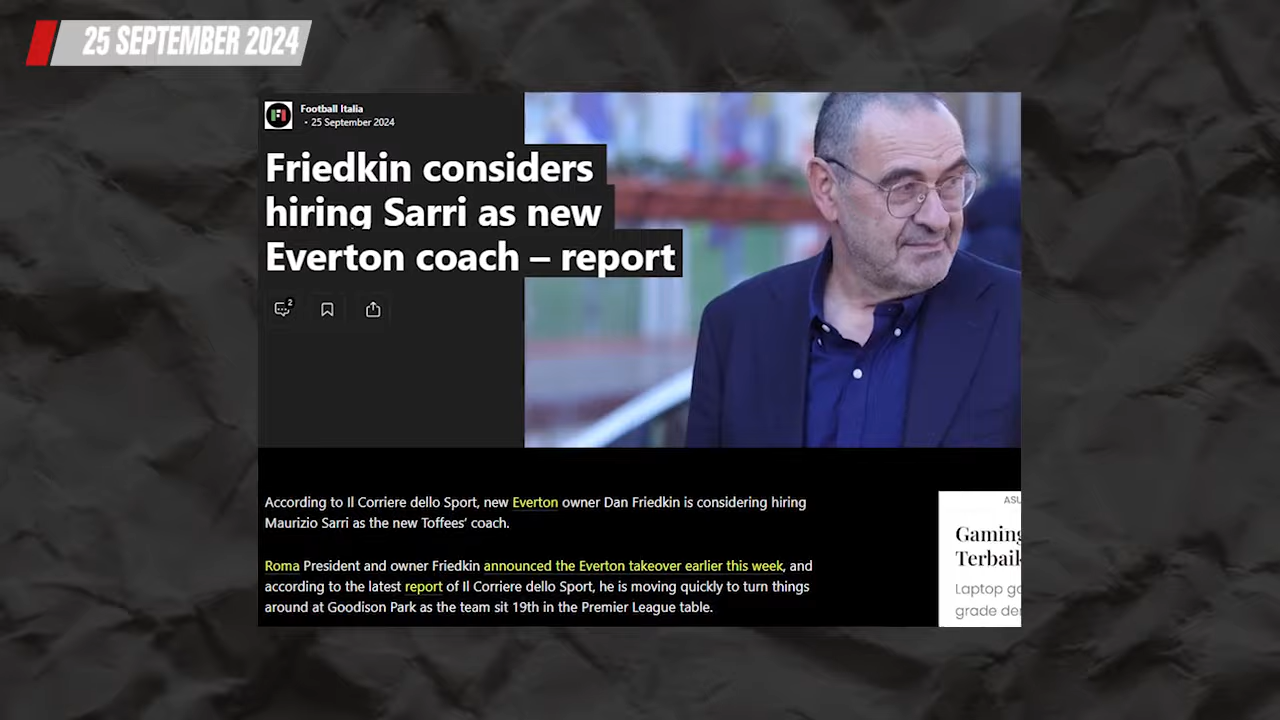 25 SEPTEMBER 2024
Football Italia
• 25 September 2024
Friedkin considers
hiring Sarri as new
Everton coach – report
2
According to Il Corriere dello Sport, new Everton owner Dan Friedkin is considering hiring
Maurizio Sarri as the new Toffees’ coach.
Roma President and owner Friedkin announced the Everton takeover earlier this week, and
according to the latest report of Il Corriere dello Sport, he is moving quickly to turn things
around at Goodison Park as the team sit 19th in the Premier League table.
ASU
Gaming
Terbaik
Laptop ga
grade de